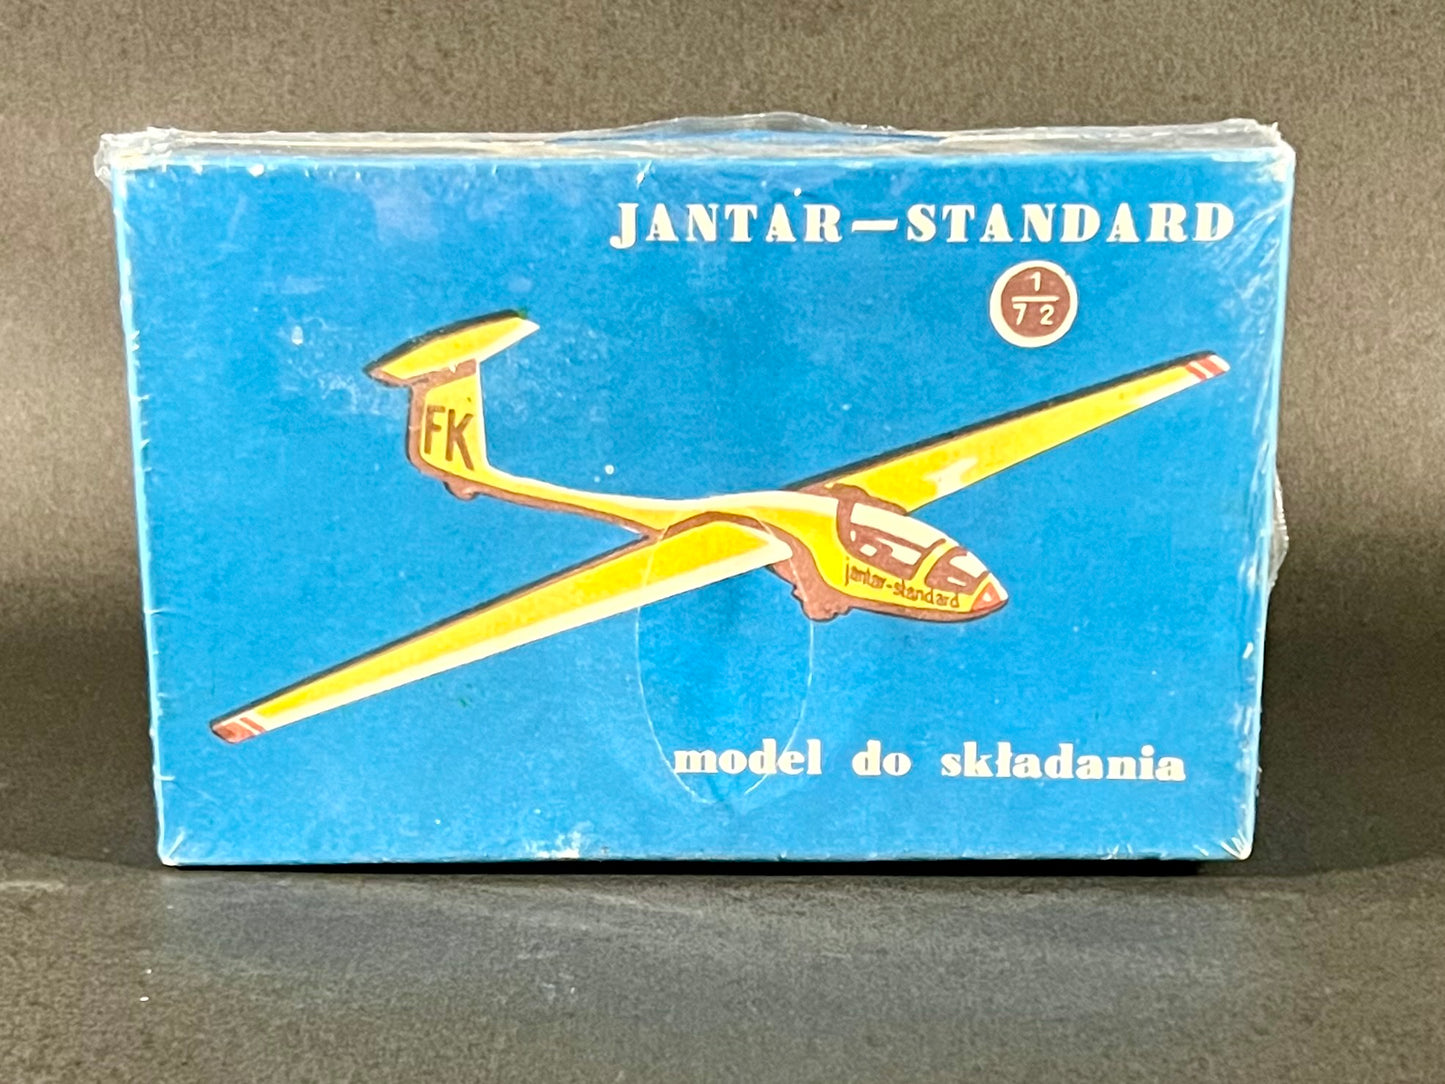 JANTAR–STANDARD
1
72
FK
jantar-standard
model do składania